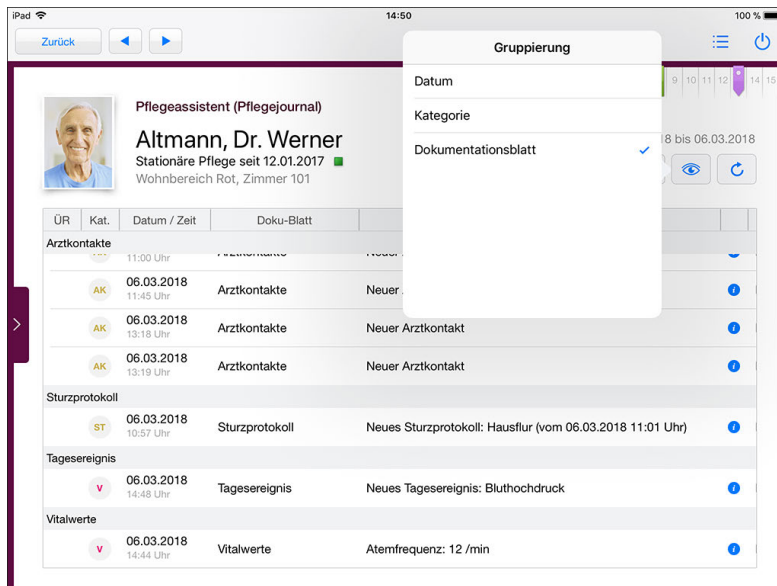 iPad 14:50 100 %
Zurück
Gruppierung
Datum
Kategorie
Dokumentationsblatt
9 10 11 12 14 15
Pflegeassistent (Pflegejournal)
Altmann, Dr. Werner
Stationäre Pflege seit 12.01.2017
Wohnbereich Rot, Zimmer 101
18 bis 06.03.2018
ÜR Kat. Datum / Zeit Doku-Blatt
Arztkontakte
11:00 Uhr Arztkontakte
AK 06.03.2018 Arztkontakte Neuer
11:45 Uhr
AK 06.03.2018 Arztkontakte Neuer Arztkontakt
13:18 Uhr
AK 06.03.2018 Arztkontakte Neuer Arztkontakt
13:19 Uhr
Sturzprotokoll
ST 06.03.2018 Sturzprotokoll Neues Sturzprotokoll: Hausflur (vom 06.03.2018 11:01 Uhr)
10:57 Uhr
Tagesereignis
V 06.03.2018 Tagesereignis Neues Tagesereignis: Bluthochdruck
14:48 Uhr
Vitalwerte
V 06.03.2018 Vitalwerte Atemfrequenz: 12 /min
14:44 Uhr